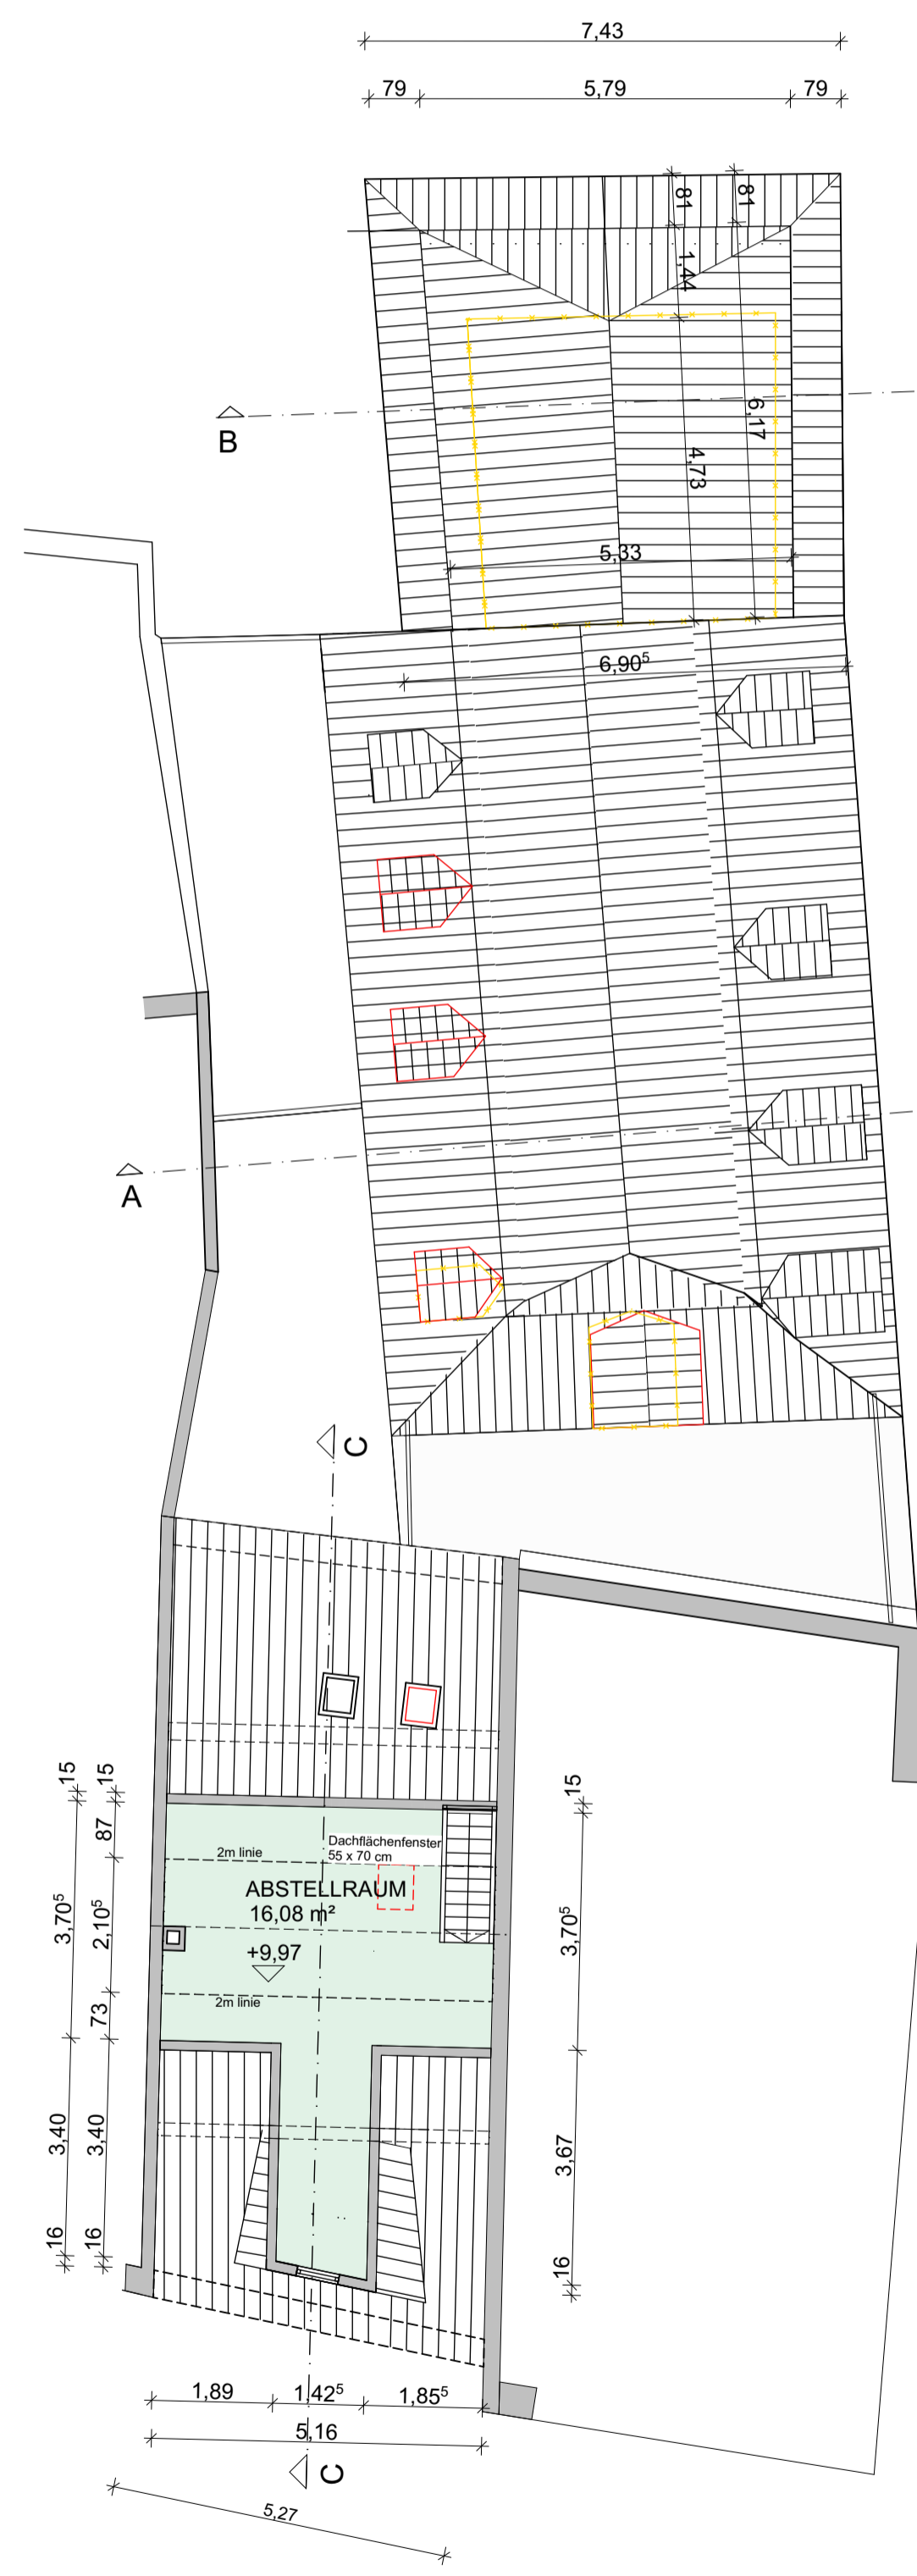 7,43
79 5,79 79
81 81
1,44
B
6,17
4,73
5,33
6,90⁵
A
C
15 15 15
87
Dachflächenfenster
55 x 70 cm
2m linie
ABSTELLRAUM
16,08 m²
3,70⁵ 2,10⁵ 3,70⁵
+9,97
2m linie
73
3,40 3,40 3,67
16 16 16
1,89 1,42⁵ 1,85⁵
5,16
C
5,27